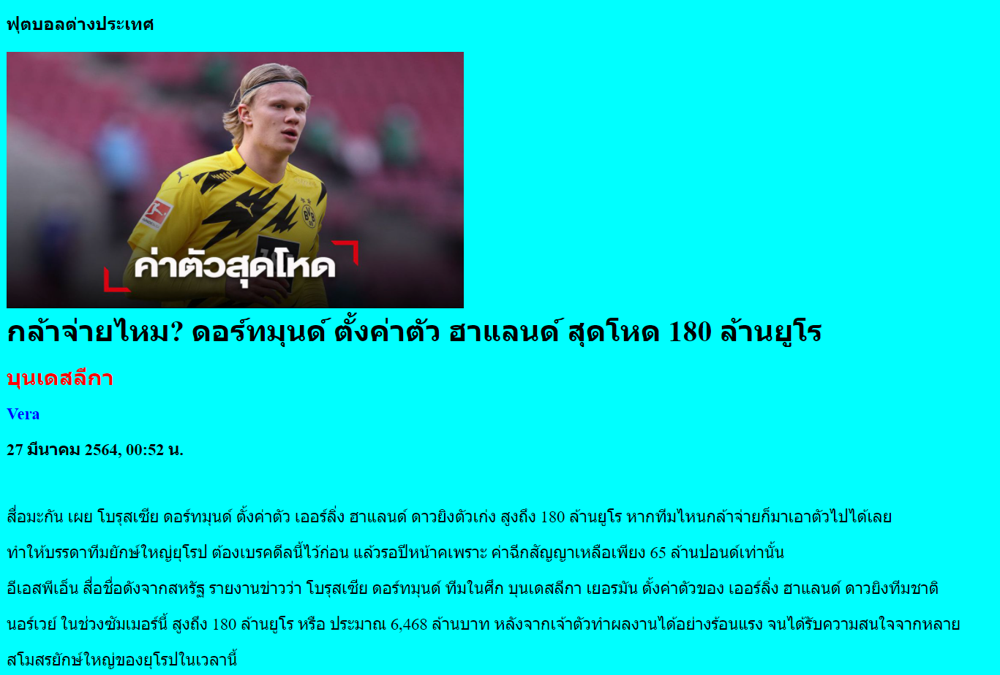 ฟุตบอลต่างประเทศ
BVB
09
ค่าตัวสุดโหด
กล้าจ่ายไหม? ดอร์ทมุนด์ ตั้งค่าตัว ฮาแลนด์ สุดโหด 180 ล้านยูโร
บุนเดสลีกา
Vera
27 มีนาคม 2564, 00:52 น.
สื่อมะกัน เผย โบรุสเซีย ดอร์ทมุนด์ ตั้งค่าตัว เออร์ลิ่ง ฮาแลนด์ ดาวยิงตัวเก่ง สูงถึง 180 ล้านยูโร หากทีมไหนกล้าจ่ายก็มาเอาตัวไปได้เลย
ทำให้บรรดาทีมยักษ์ใหญ่ยุโรป ต้องเบรคดีลนี้ไว้ก่อน แล้วรอปีหน้าคเพราะ ค่าฉีกสัญญาเหลือเพียง 65 ล้านปอนด์เท่านั้น
อีเอสพีเอ็น สื่อชื่อดังจากสหรัฐ รายงานข่าวว่า โบรุสเซีย ดอร์ทมุนด์ ทีมในศึก บุนเดสลีกา เยอรมัน ตั้งค่าตัวของ เออร์ลิ่ง ฮาแลนด์ ดาวยิงทีมชาติ
นอร์เวย์ ในช่วงซัมเมอร์นี้ สูงถึง 180 ล้านยูโร หรือ ประมาณ 6,468 ล้านบาท หลังจากเจ้าตัวทำผลงานได้อย่างร้อนแรง จนได้รับความสนใจจากหลาย
สโมสรยักษ์ใหญ่ของยุโรปในเวลานี้